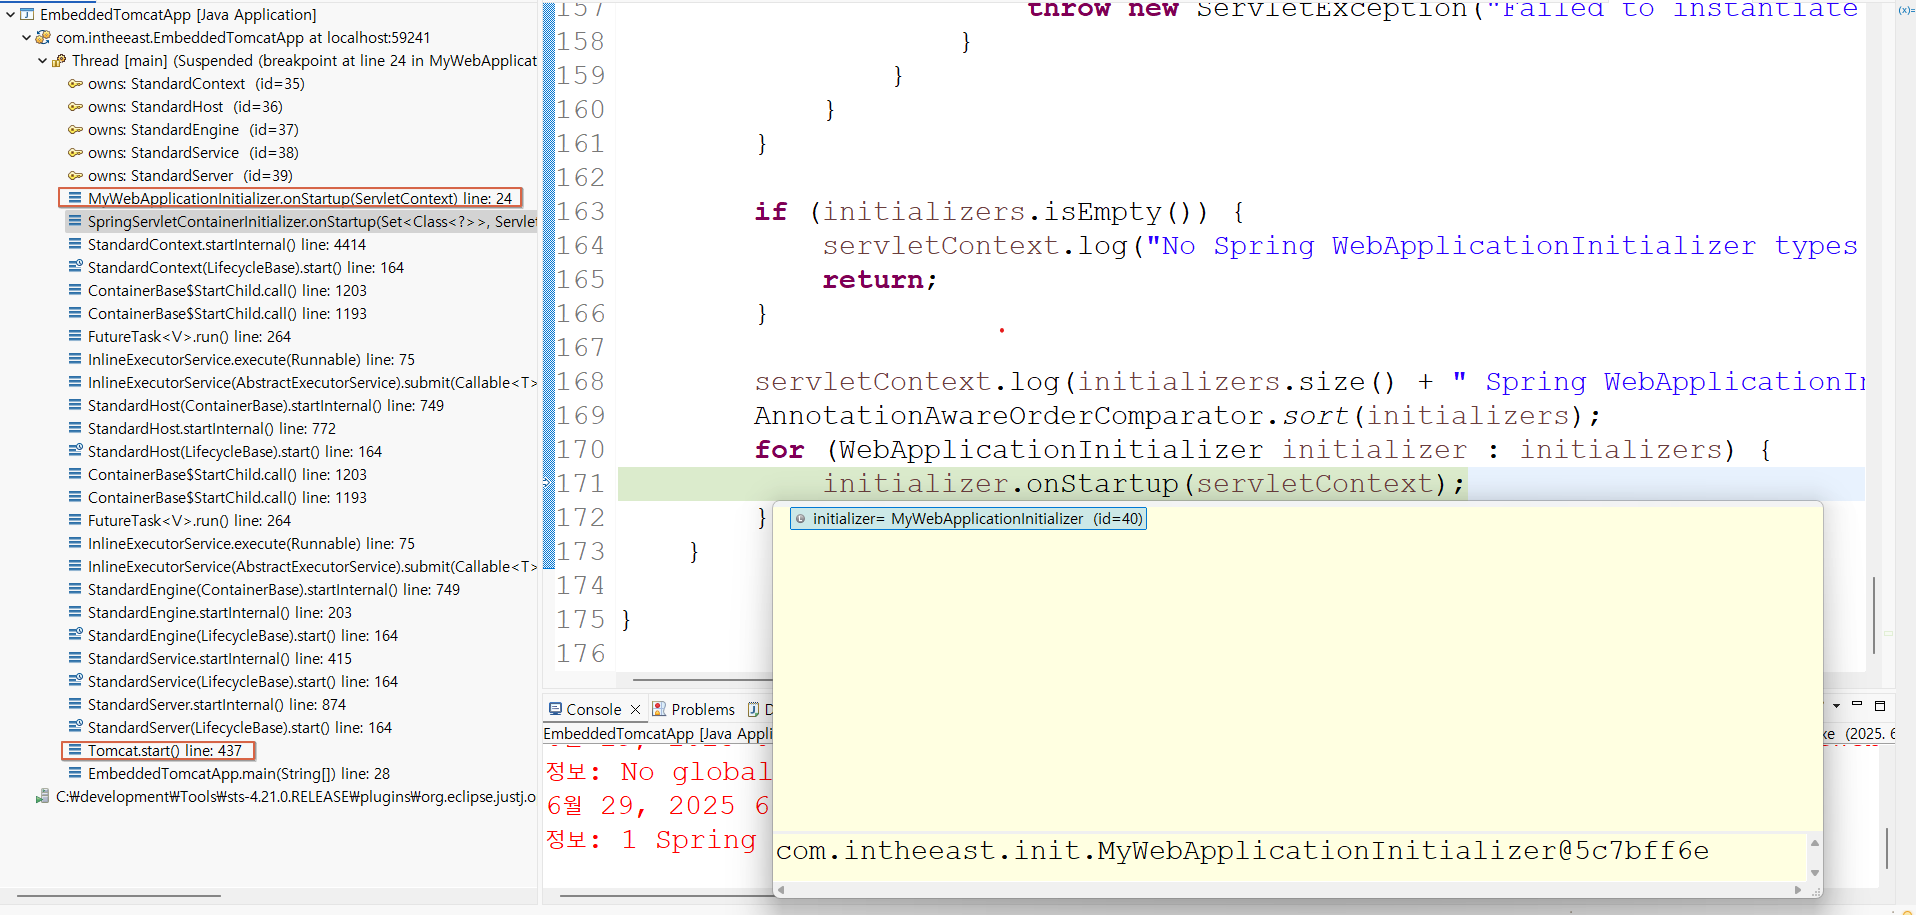 EmbeddedTomcatApp [Java Application]
com.intheeast.EmbeddedTomcatApp at localhost:59241
Thread [main] (Suspended (breakpoint at line 24 in MyWebApplicat
owns: StandardContext (id=35)
owns: StandardHost (id=36)
owns: StandardEngine (id=37)
owns: StandardService (id=38)
owns: StandardServer (id=39)
MyWebApplicationInitializer.onStartup(ServletContext) line: 24
SpringServletContainerInitializer.onStartup(Set<Class<?>>, Servlet
StandardContext.startInternal() line: 4414
StandardContext(LifecycleBase).start() line: 164
ContainerBase$StartChild.call() line: 1203
ContainerBase$StartChild.call() line: 1193
FutureTask<V>.run() line: 264
InlineExecutorService.execute(Runnable) line: 75
InlineExecutorService(AbstractExecutorService).submit(Callable<T>
StandardHost(ContainerBase).startInternal() line: 749
StandardHost.startInternal() line: 772
StandardHost(LifecycleBase).start() line: 164
ContainerBase$StartChild.call() line: 1203
ContainerBase$StartChild.call() line: 1193
FutureTask<V>.run() line: 264
InlineExecutorService.execute(Runnable) line: 75
InlineExecutorService(AbstractExecutorService).submit(Callable<T>
StandardEngine(ContainerBase).startInternal() line: 749
StandardEngine.startInternal() line: 203
StandardEngine(LifecycleBase).start() line: 164
StandardService.startInternal() line: 415
StandardService(LifecycleBase).start() line: 164
StandardServer.startInternal() line: 874
StandardServer(LifecycleBase).start() line: 164
Tomcat.start() line: 437
EmbeddedTomcatApp.main(String[]) line: 28
C:₩development₩Tools₩sts-4.21.0.RELEASE₩plugins₩org.eclipse.justj.o
157 throw new ServletException("Failed to instantiate
158 }
159 }
160 }
161 }
162
163 if (initializers.isEmpty()) {
164 servletContext.log("No Spring WebApplicationInitializer types
165 return;
166 }
167
168 servletContext.log(initializers.size() + " Spring WebApplicationIn
169 AnnotationAwareOrderComparator.sort(initializers);
170 for (WebApplicationInitializer initializer : initializers) {
171 initializer.onStartup(servletContext);
172 }
173 }
174
175 }
176
initializer= MyWebApplicationInitializer (id=40)
com.intheeast.init.MyWebApplicationInitializer@5c7bff6e
Console Problems D
EmbeddedTomcatApp [Java Appli xe (2025. 6
정보: No global
6월 29, 2025 6
정보: 1 Spring